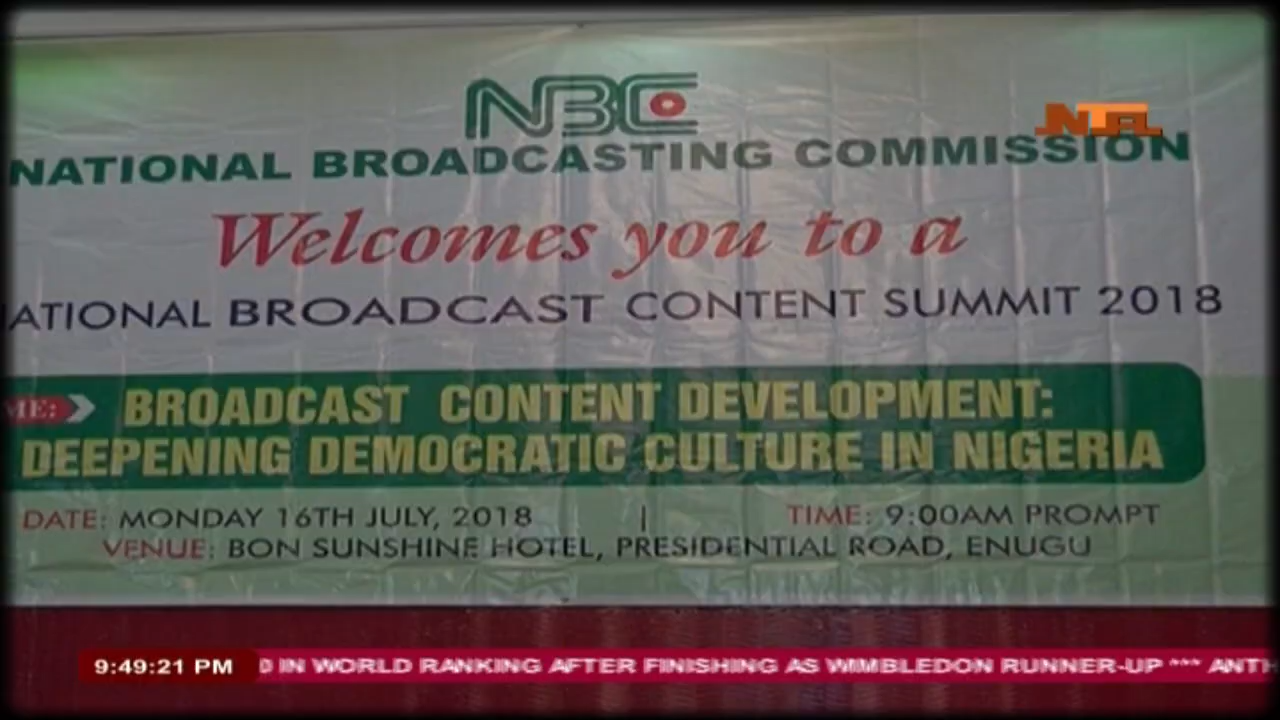 NBC
NTA
NATIONAL BROADCASTING COMMISSION
Welcomes you to a
ATIONAL BROADCAST CONTENT SUMMIT 2018
ME: BROADCAST CONTENT DEVELOPMENT:
DEEPENING DEMOCRATIC CULTURE IN NIGERIA
DATE: MONDAY 16TH JULY, 2018 | TIME: 9:00AM PROMPT
VENUE: BON SUNSHINE HOTEL, PRESIDENTIAL ROAD, ENUGU
9:49:21 PM 0 IN WORLD RANKING AFTER FINISHING AS WIMBLEDON RUNNER-UP *** ANTH